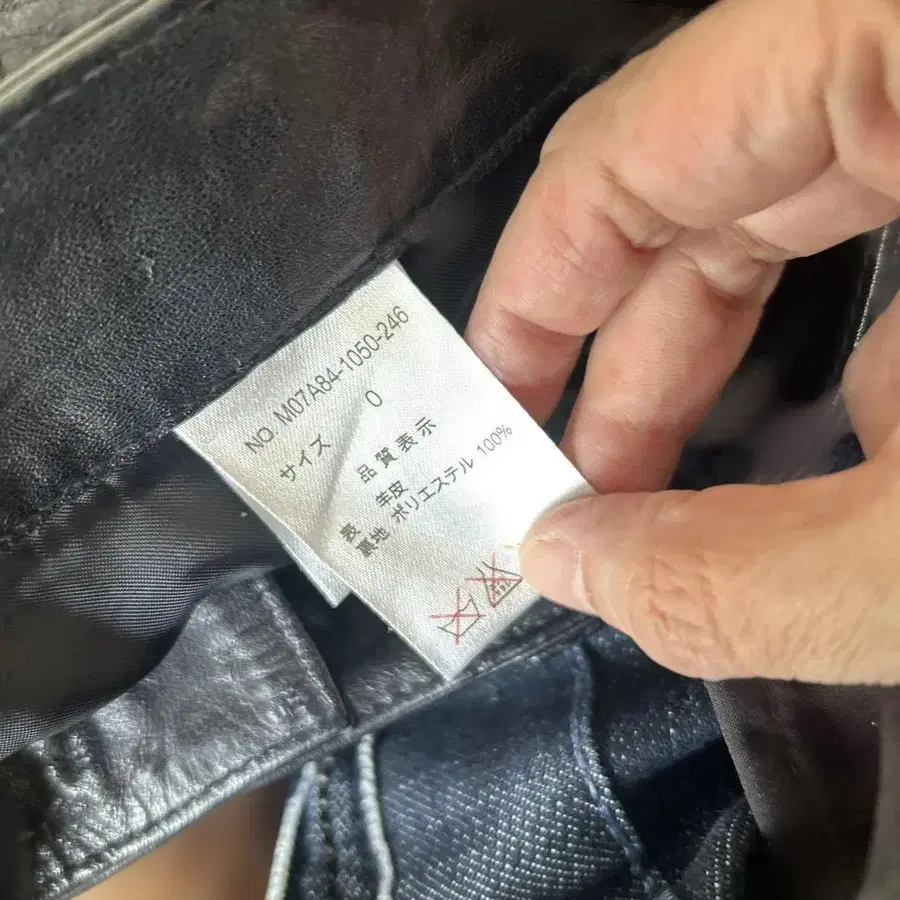 NO. M07A84-1050-246
サイズ 0
品質表示
表 羊皮
裏地 ポリエステル 100%